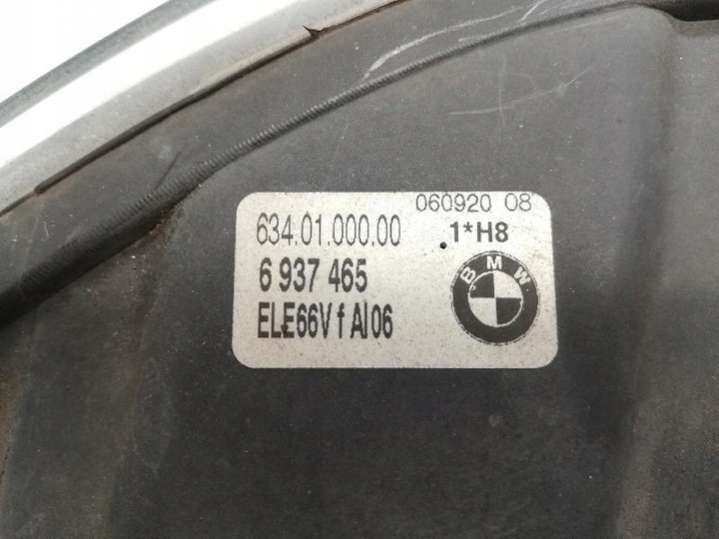 060920 08
634.01.000.00 .1*H8
6 937 465
BMW
ELE66V f Al06